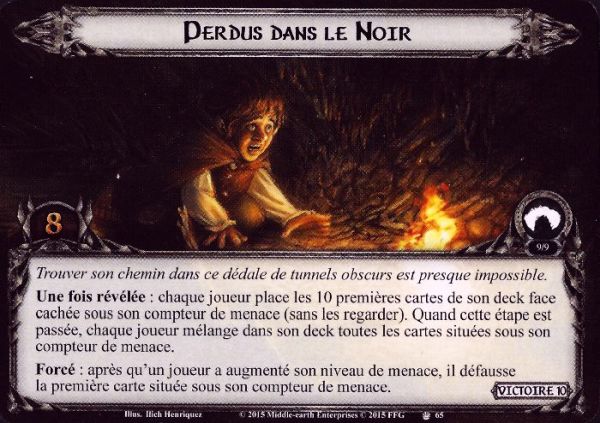 Perdus dans le Noir
8
9/9
Trouver son chemin dans ce dédale de tunnels obscurs est presque impossible.
Une fois révélée : chaque joueur place les 10 premières cartes de son deck face
cachée sous son compteur de menace (sans les regarder). Quand cette étape est
passée, chaque joueur mélange dans son deck toutes les cartes situées sous son
compteur de menace.
Forcé : après qu'un joueur a augmenté son niveau de menace, il défausse
la première carte située sous son compteur de menace.
VICTOIRE 10
Illus. Ilich Henriquez © 2015 Middle-earth Enterprises © 2015 FFG 65